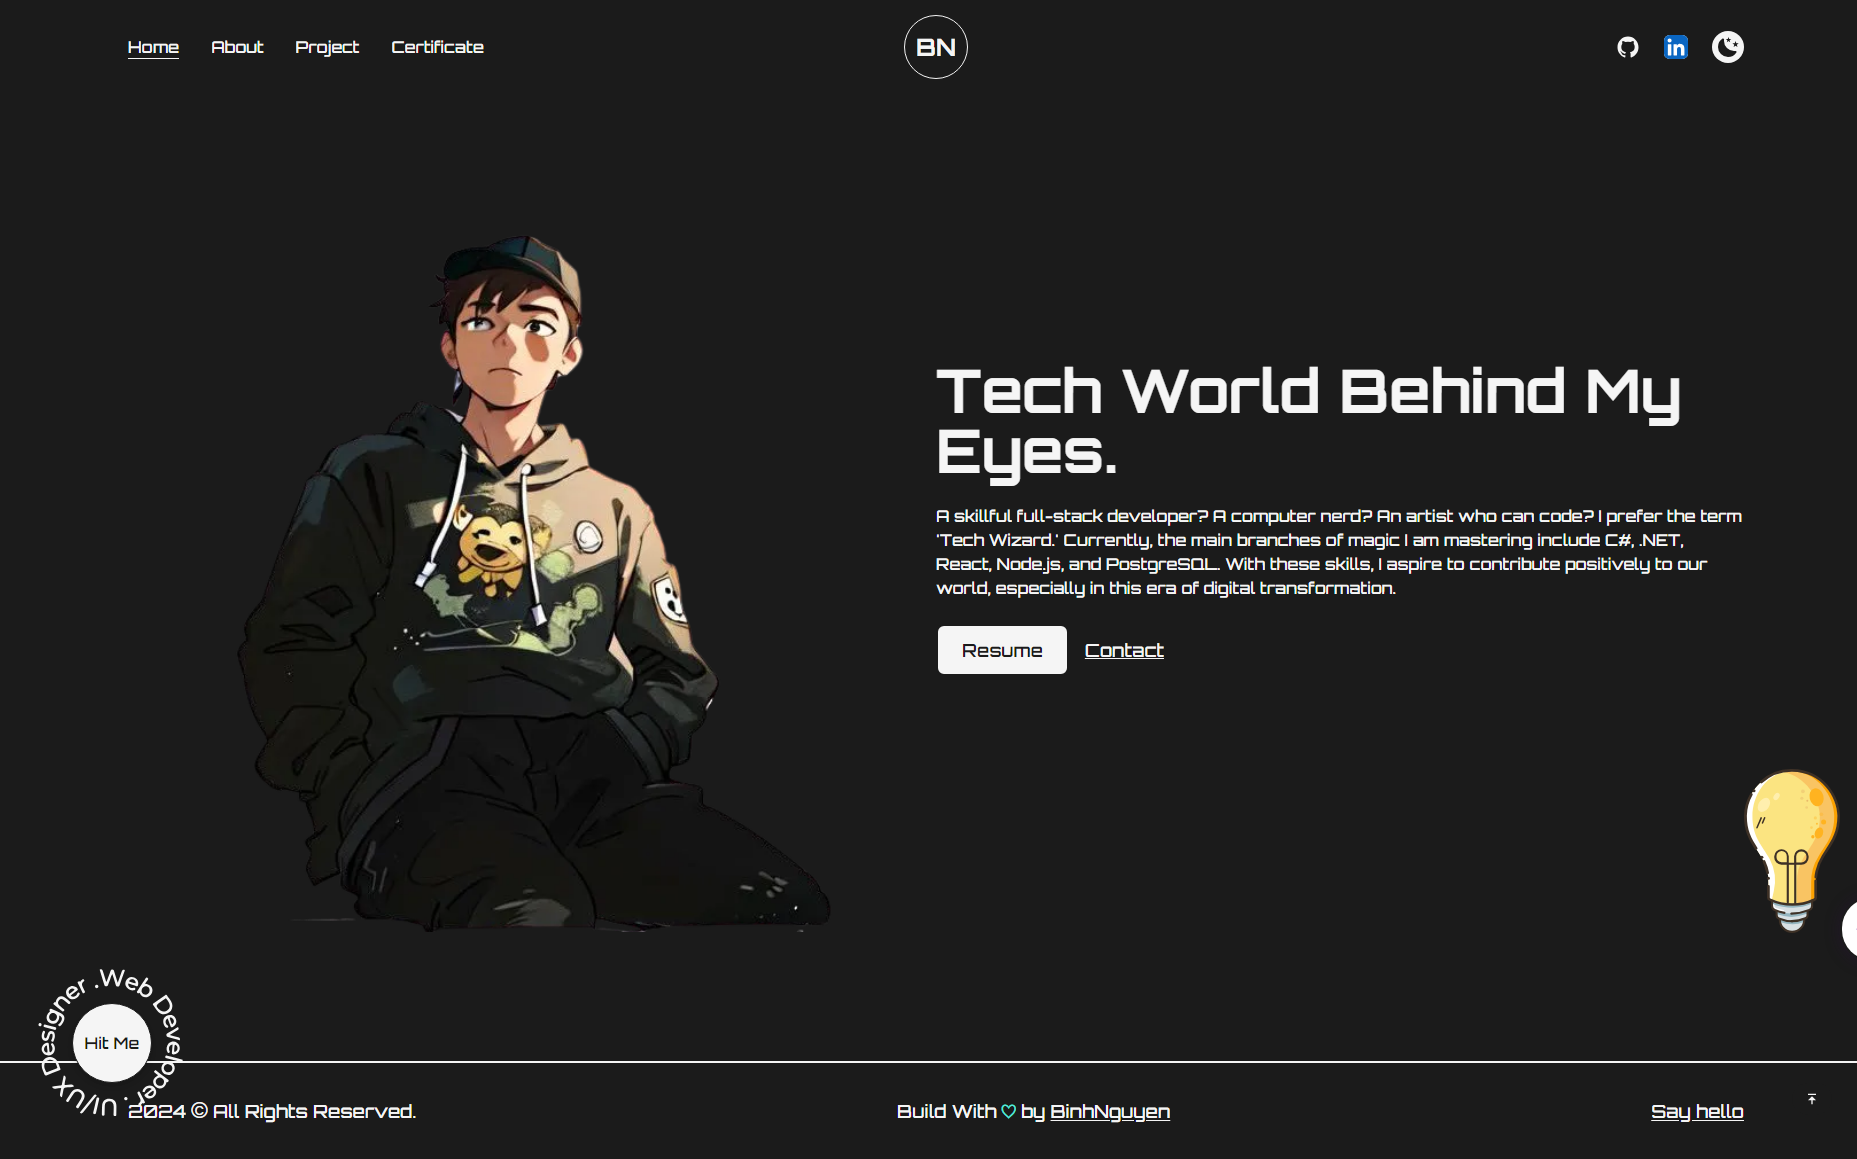 Home About Project Certificate
BN
in
Tech World Behind My
Eyes.
A skillful full-stack developer? A computer nerd? An artist who can code? I prefer the term
'Tech Wizard.' Currently, the main branches of magic I am mastering include C#, .NET,
React, Node.js, and PostgreSQL. With these skills, I aspire to contribute positively to our
world, especially in this era of digital transformation.
Resume Contact
.Web Developer . UI/UX Designer
Hit Me
2024 © All Rights Reserved.
Build With ♡ by BinhNguyen
Say hello